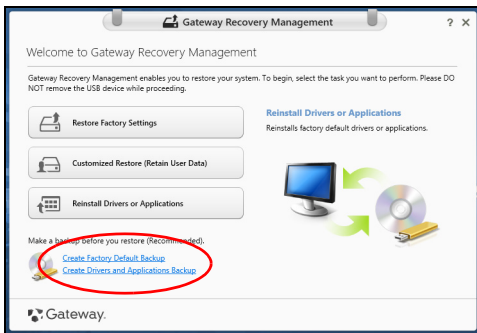 Gateway Recovery Management
? X
Welcome to Gateway Recovery Management
Gateway Recovery Management enables you to restore your system. To begin, select the task you want to perform. Please DO
NOT remove the USB device while proceeding.
Restore Factory Settings
Customized Restore (Retain User Data)
Reinstall Drivers or Applications
Reinstall Drivers or Applications
Reinstalls factory default drivers or applications.
Make a backup before you restore (Recommended).
Create Factory Default Backup
Create Drivers and Applications Backup
Gateway.